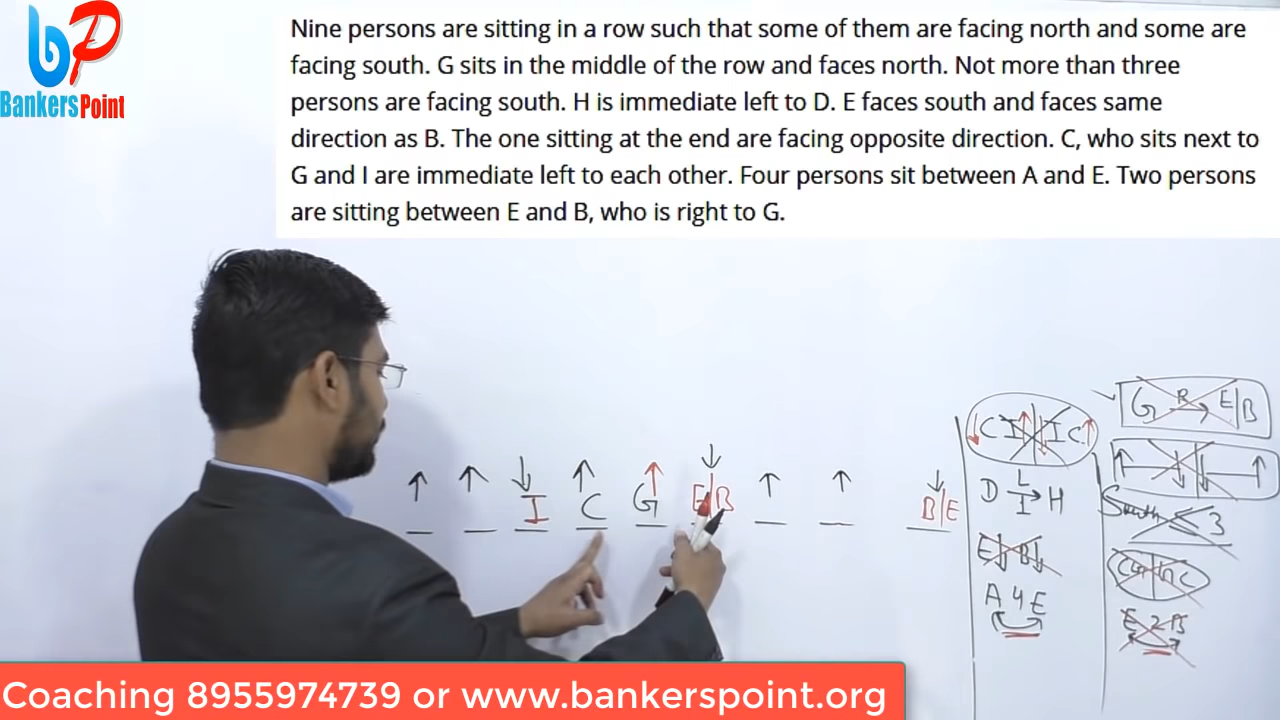 BankersPoint
Nine persons are sitting in a row such that some of them are facing north and some are
facing south. G sits in the middle of the row and faces north. Not more than three
persons are facing south. H is immediate left to D. E faces south and faces same
direction as B. The one sitting at the end are facing opposite direction. C, who sits next to
G and I are immediate left to each other. Four persons sit between A and E. Two persons
are sitting between E and B, who is right to G.
I C G E|B B|E
↓CI↑ ↓IC↑
D L→ H
I
E↓ B↓
A 4 E
G R→ E|B
↑ ↓ ↓ ↑
South ≤ 3
E 2 B
Coaching 8955974739 or www.bankerspoint.org